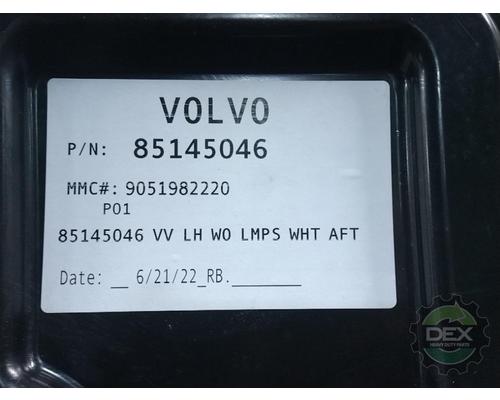 VOLVO
P/N: 85145046
MMC#: 9051982220
P01
85145046 VV LH WO LMPS WHT AFT
Date: __ 6/21/22_RB.________
DEX
HEAVY DUTY PARTS